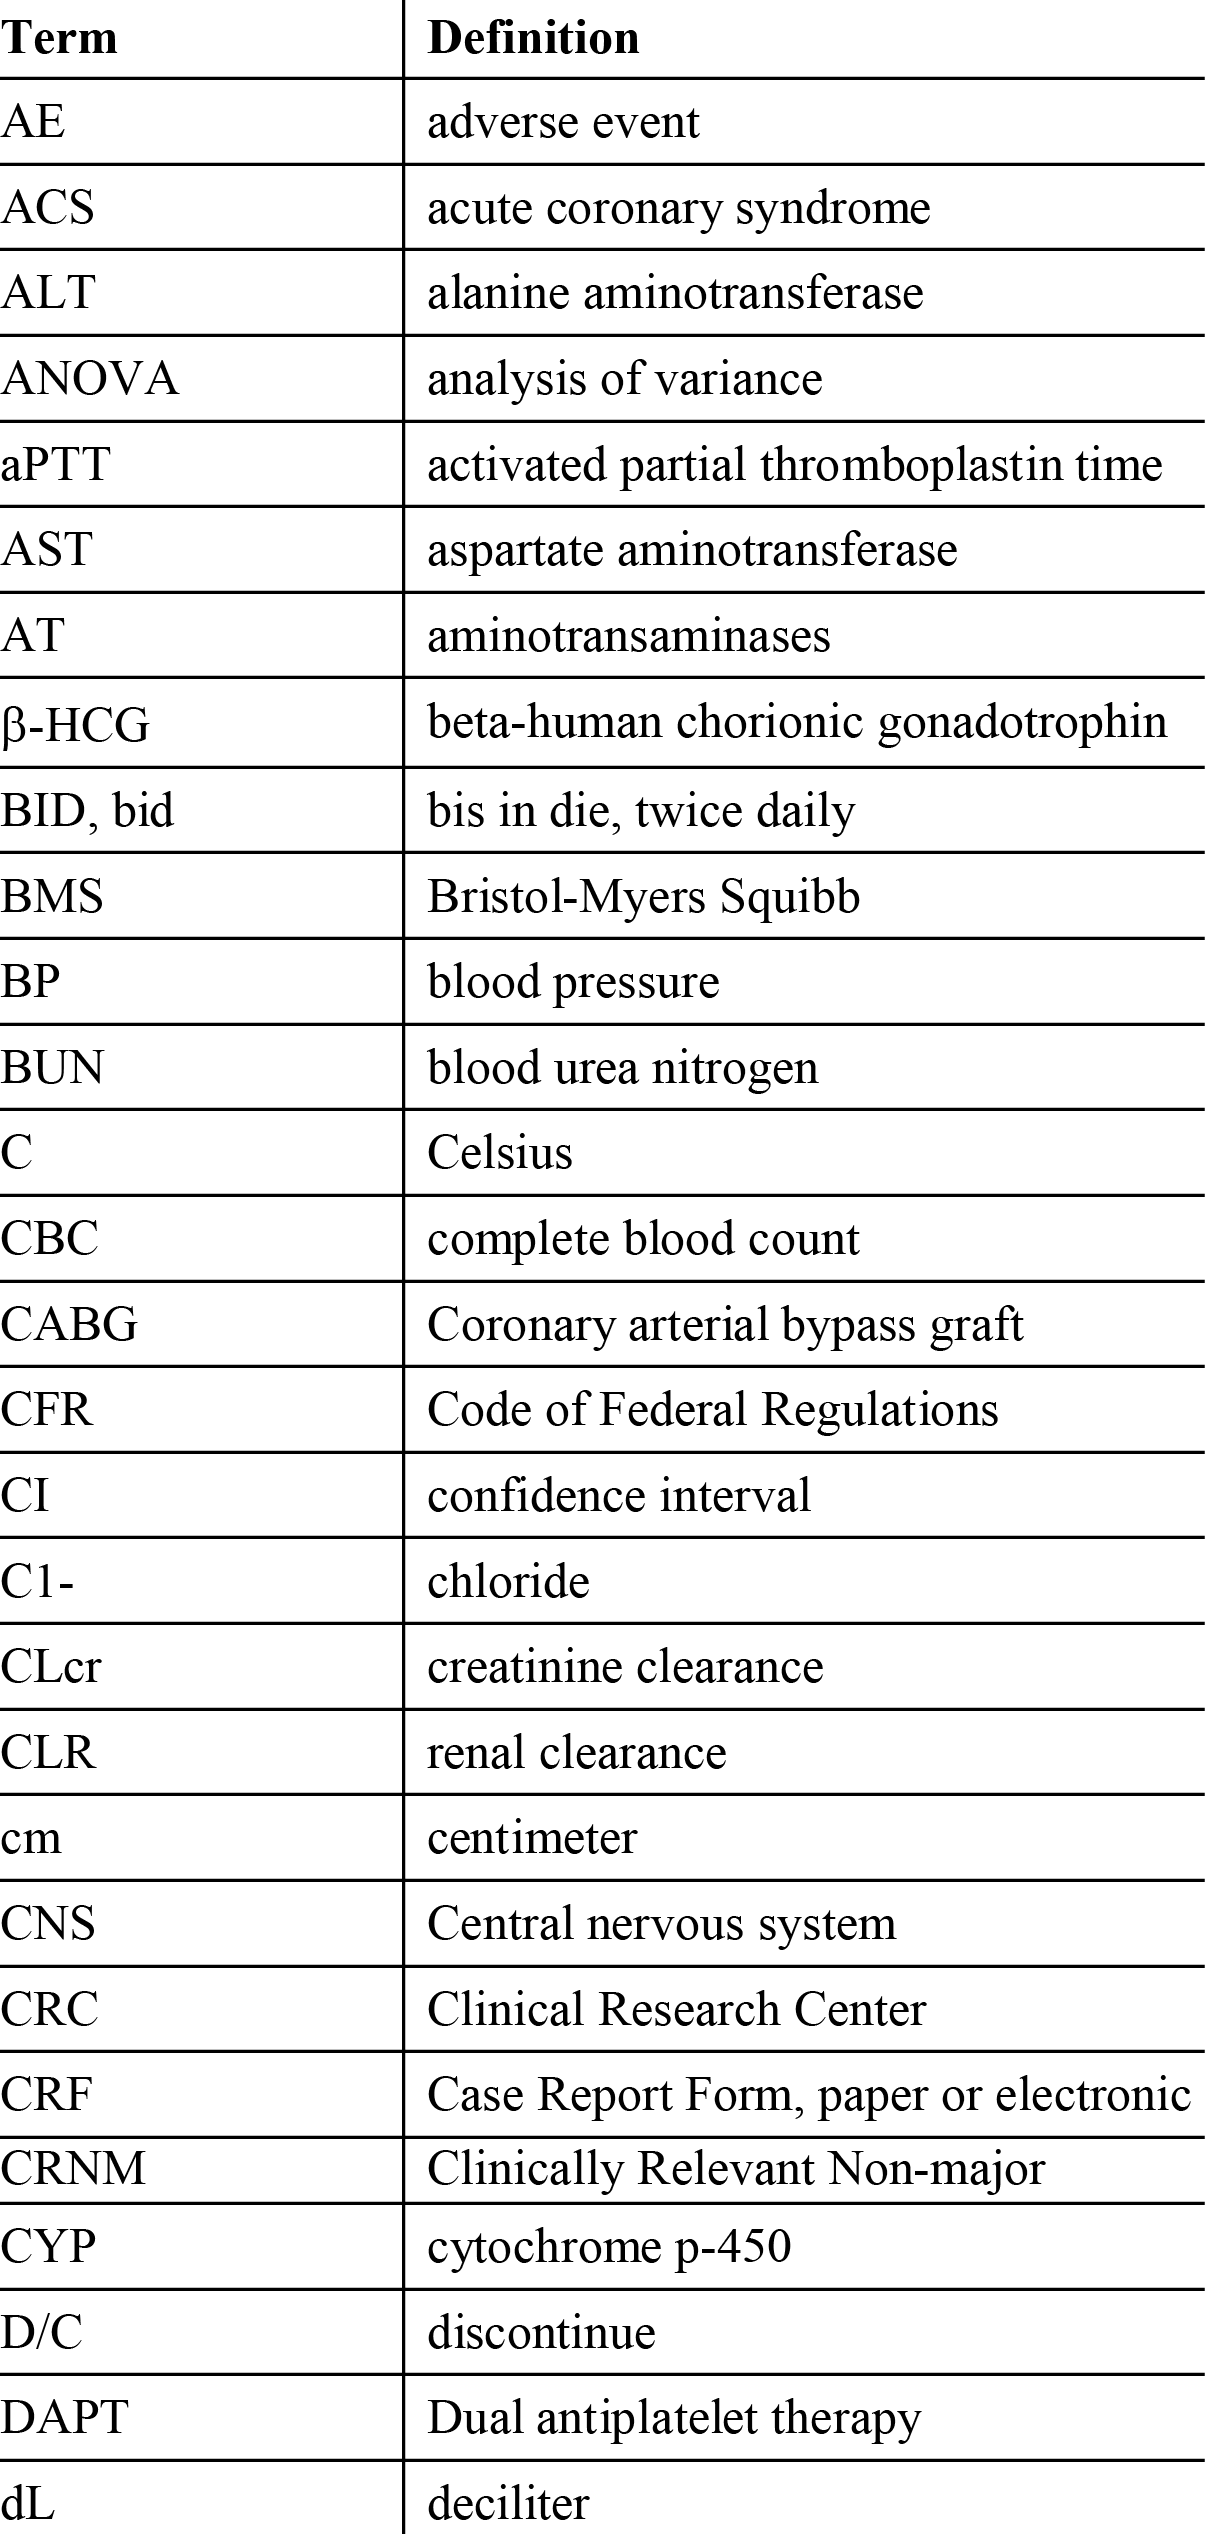 Term Definition
AE adverse event
ACS acute coronary syndrome
ALT alanine aminotransferase
ANOVA analysis of variance
aPTT activated partial thromboplastin time
AST aspartate aminotransferase
AT aminotransaminases
β-HCG beta-human chorionic gonadotrophin
BID, bid bis in die, twice daily
BMS Bristol-Myers Squibb
BP blood pressure
BUN blood urea nitrogen
C Celsius
CBC complete blood count
CABG Coronary arterial bypass graft
CFR Code of Federal Regulations
CI confidence interval
C1- chloride
CLcr creatinine clearance
CLR renal clearance
cm centimeter
CNS Central nervous system
CRC Clinical Research Center
CRF Case Report Form, paper or electronic
CRNM Clinically Relevant Non-major
CYP cytochrome p-450
D/C discontinue
DAPT Dual antiplatelet therapy
dL deciliter